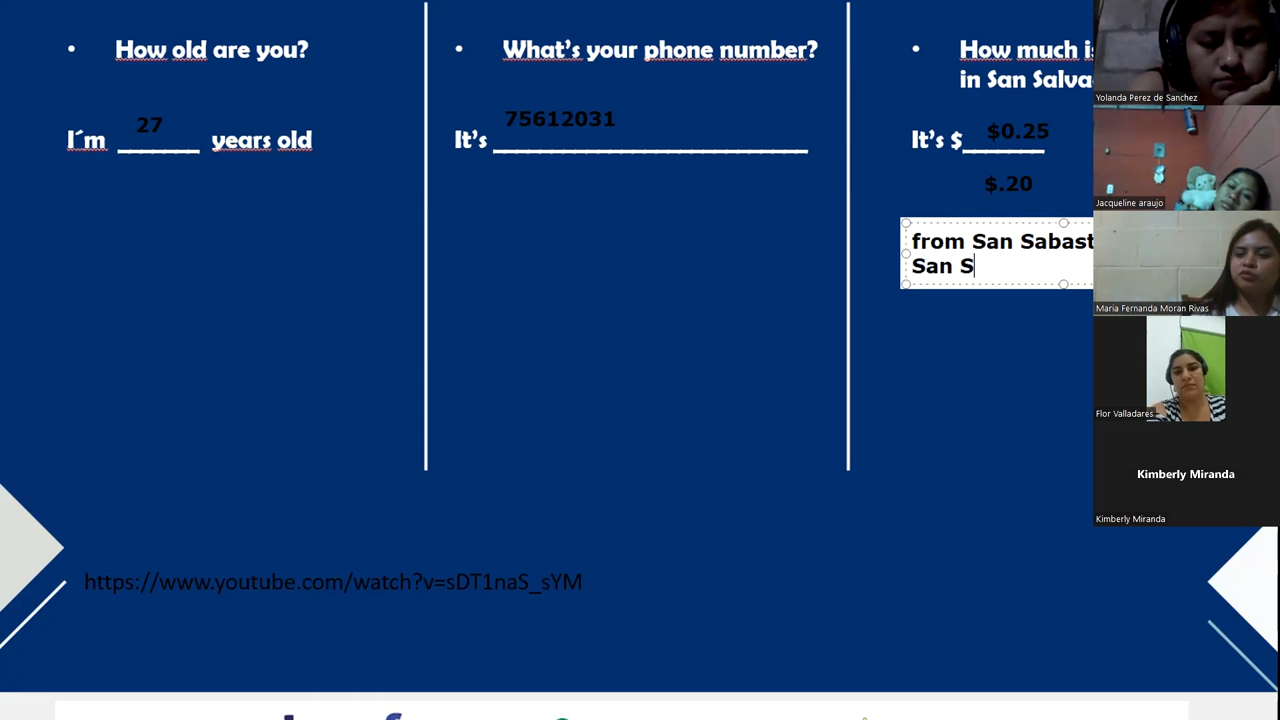 How old are you?
I´m 27 years old
What's your phone number?
75612031
It's
How much is
in San Salva
It's $ $0.25
$.20
from San Sabast
San S
https://www.youtube.com/watch?v=sDT1naS_sYM
Yolanda Perez de Sanchez
Jacqueline araujo
Maria Fernanda Moran Rivas
Flor Valladares
Kimberly Miranda
Kimberly Miranda